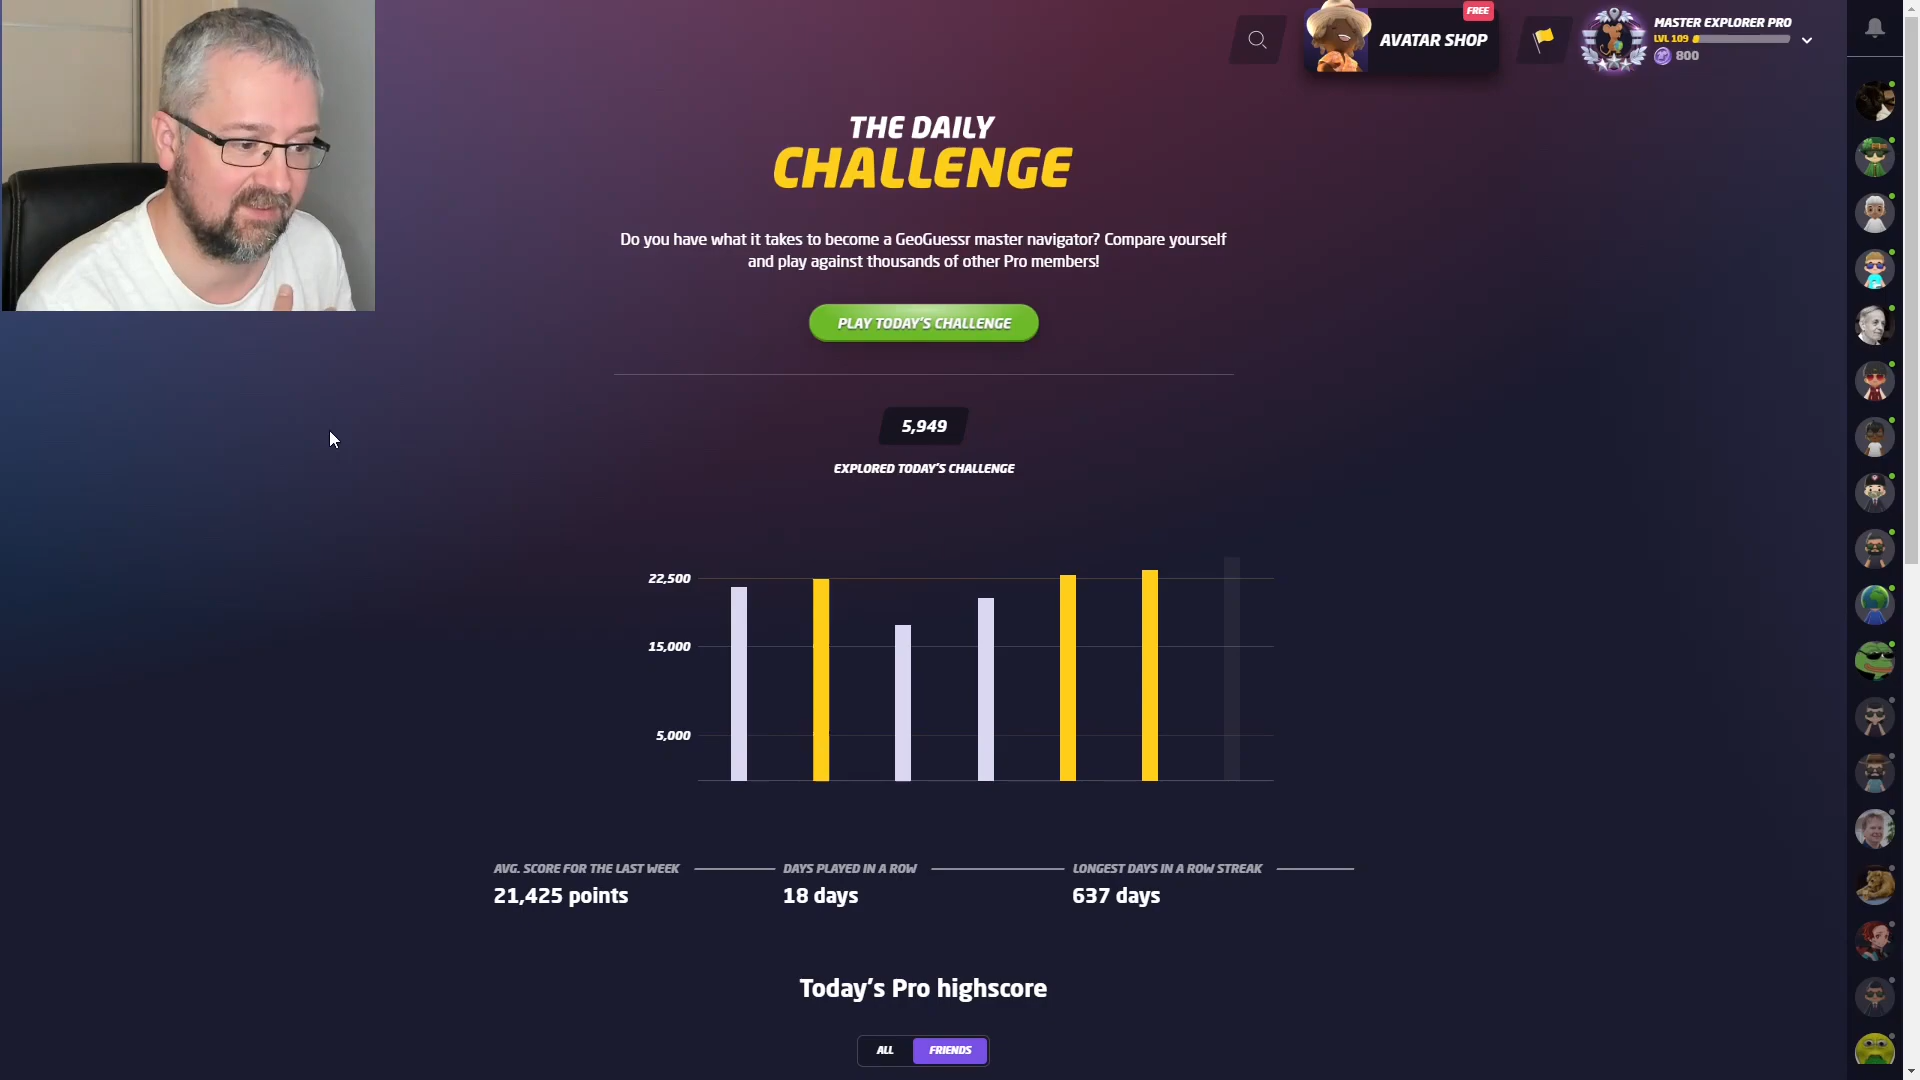 FREE
AVATAR SHOP
MASTER EXPLORER PRO
LVL 109
800
THE DAILY
CHALLENGE
Do you have what it takes to become a GeoGuessr master navigator? Compare yourself
and play against thousands of other Pro members!
PLAY TODAY'S CHALLENGE
5,949
EXPLORED TODAY'S CHALLENGE
22,500
15,000
5,000
AVG. SCORE FOR THE LAST WEEK
21,425 points
DAYS PLAYED IN A ROW
18 days
LONGEST DAYS IN A ROW STREAK
637 days
Today's Pro highscore
ALL
FRIENDS